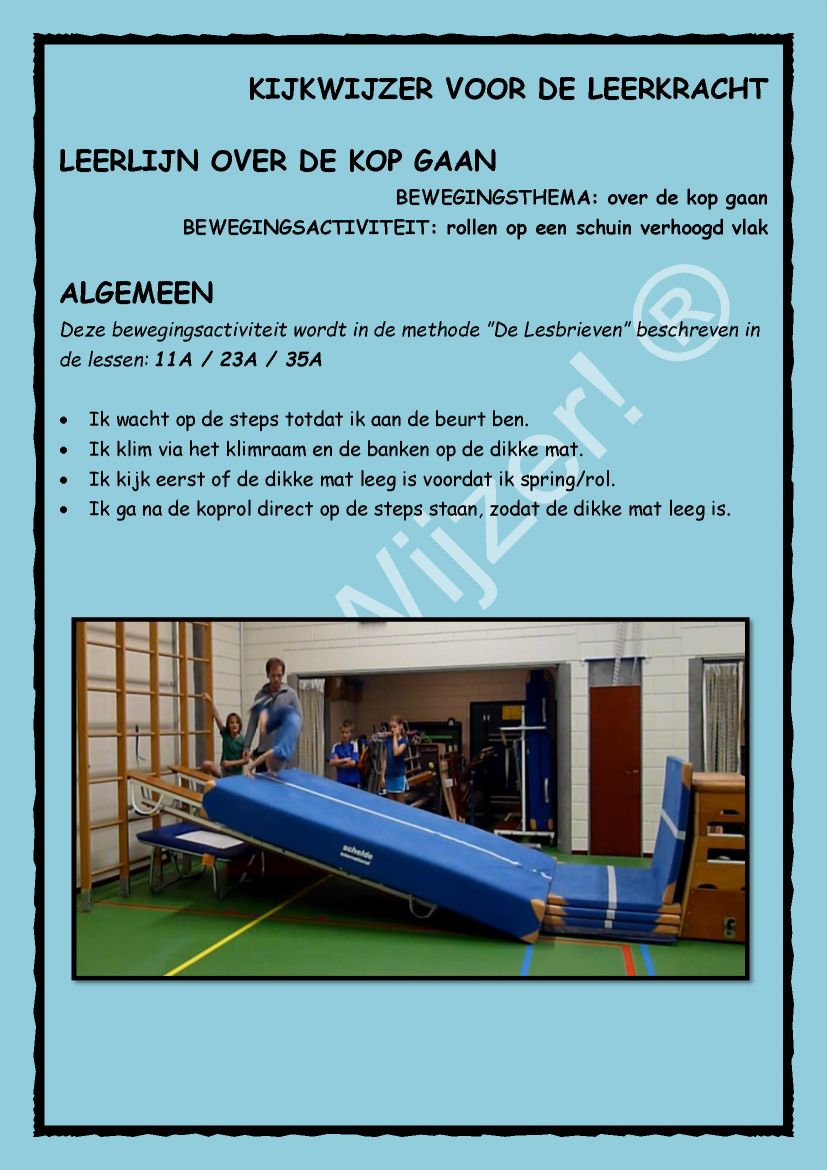 KIJKWIJZER VOOR DE LEERKRACHT
LEERLIJN OVER DE KOP GAAN
BEWEGINGSTHEMA: over de kop gaan
BEWEGINGSACTIVITEIT: rollen op een schuin verhoogd vlak
ALGEMEEN
Deze bewegingsactiviteit wordt in de methode "De Lesbrieven" beschreven in
de lessen: 11A / 23A / 35A
• Ik wacht op de steps totdat ik aan de beurt ben.
• Ik klim via het klimraam en de banken op de dikke mat.
• Ik kijk eerst of de dikke mat leeg is voordat ik spring/rol.
• Ik ga na de koprol direct op de steps staan, zodat de dikke mat leeg is.
Wijzer! ®
schelde
international